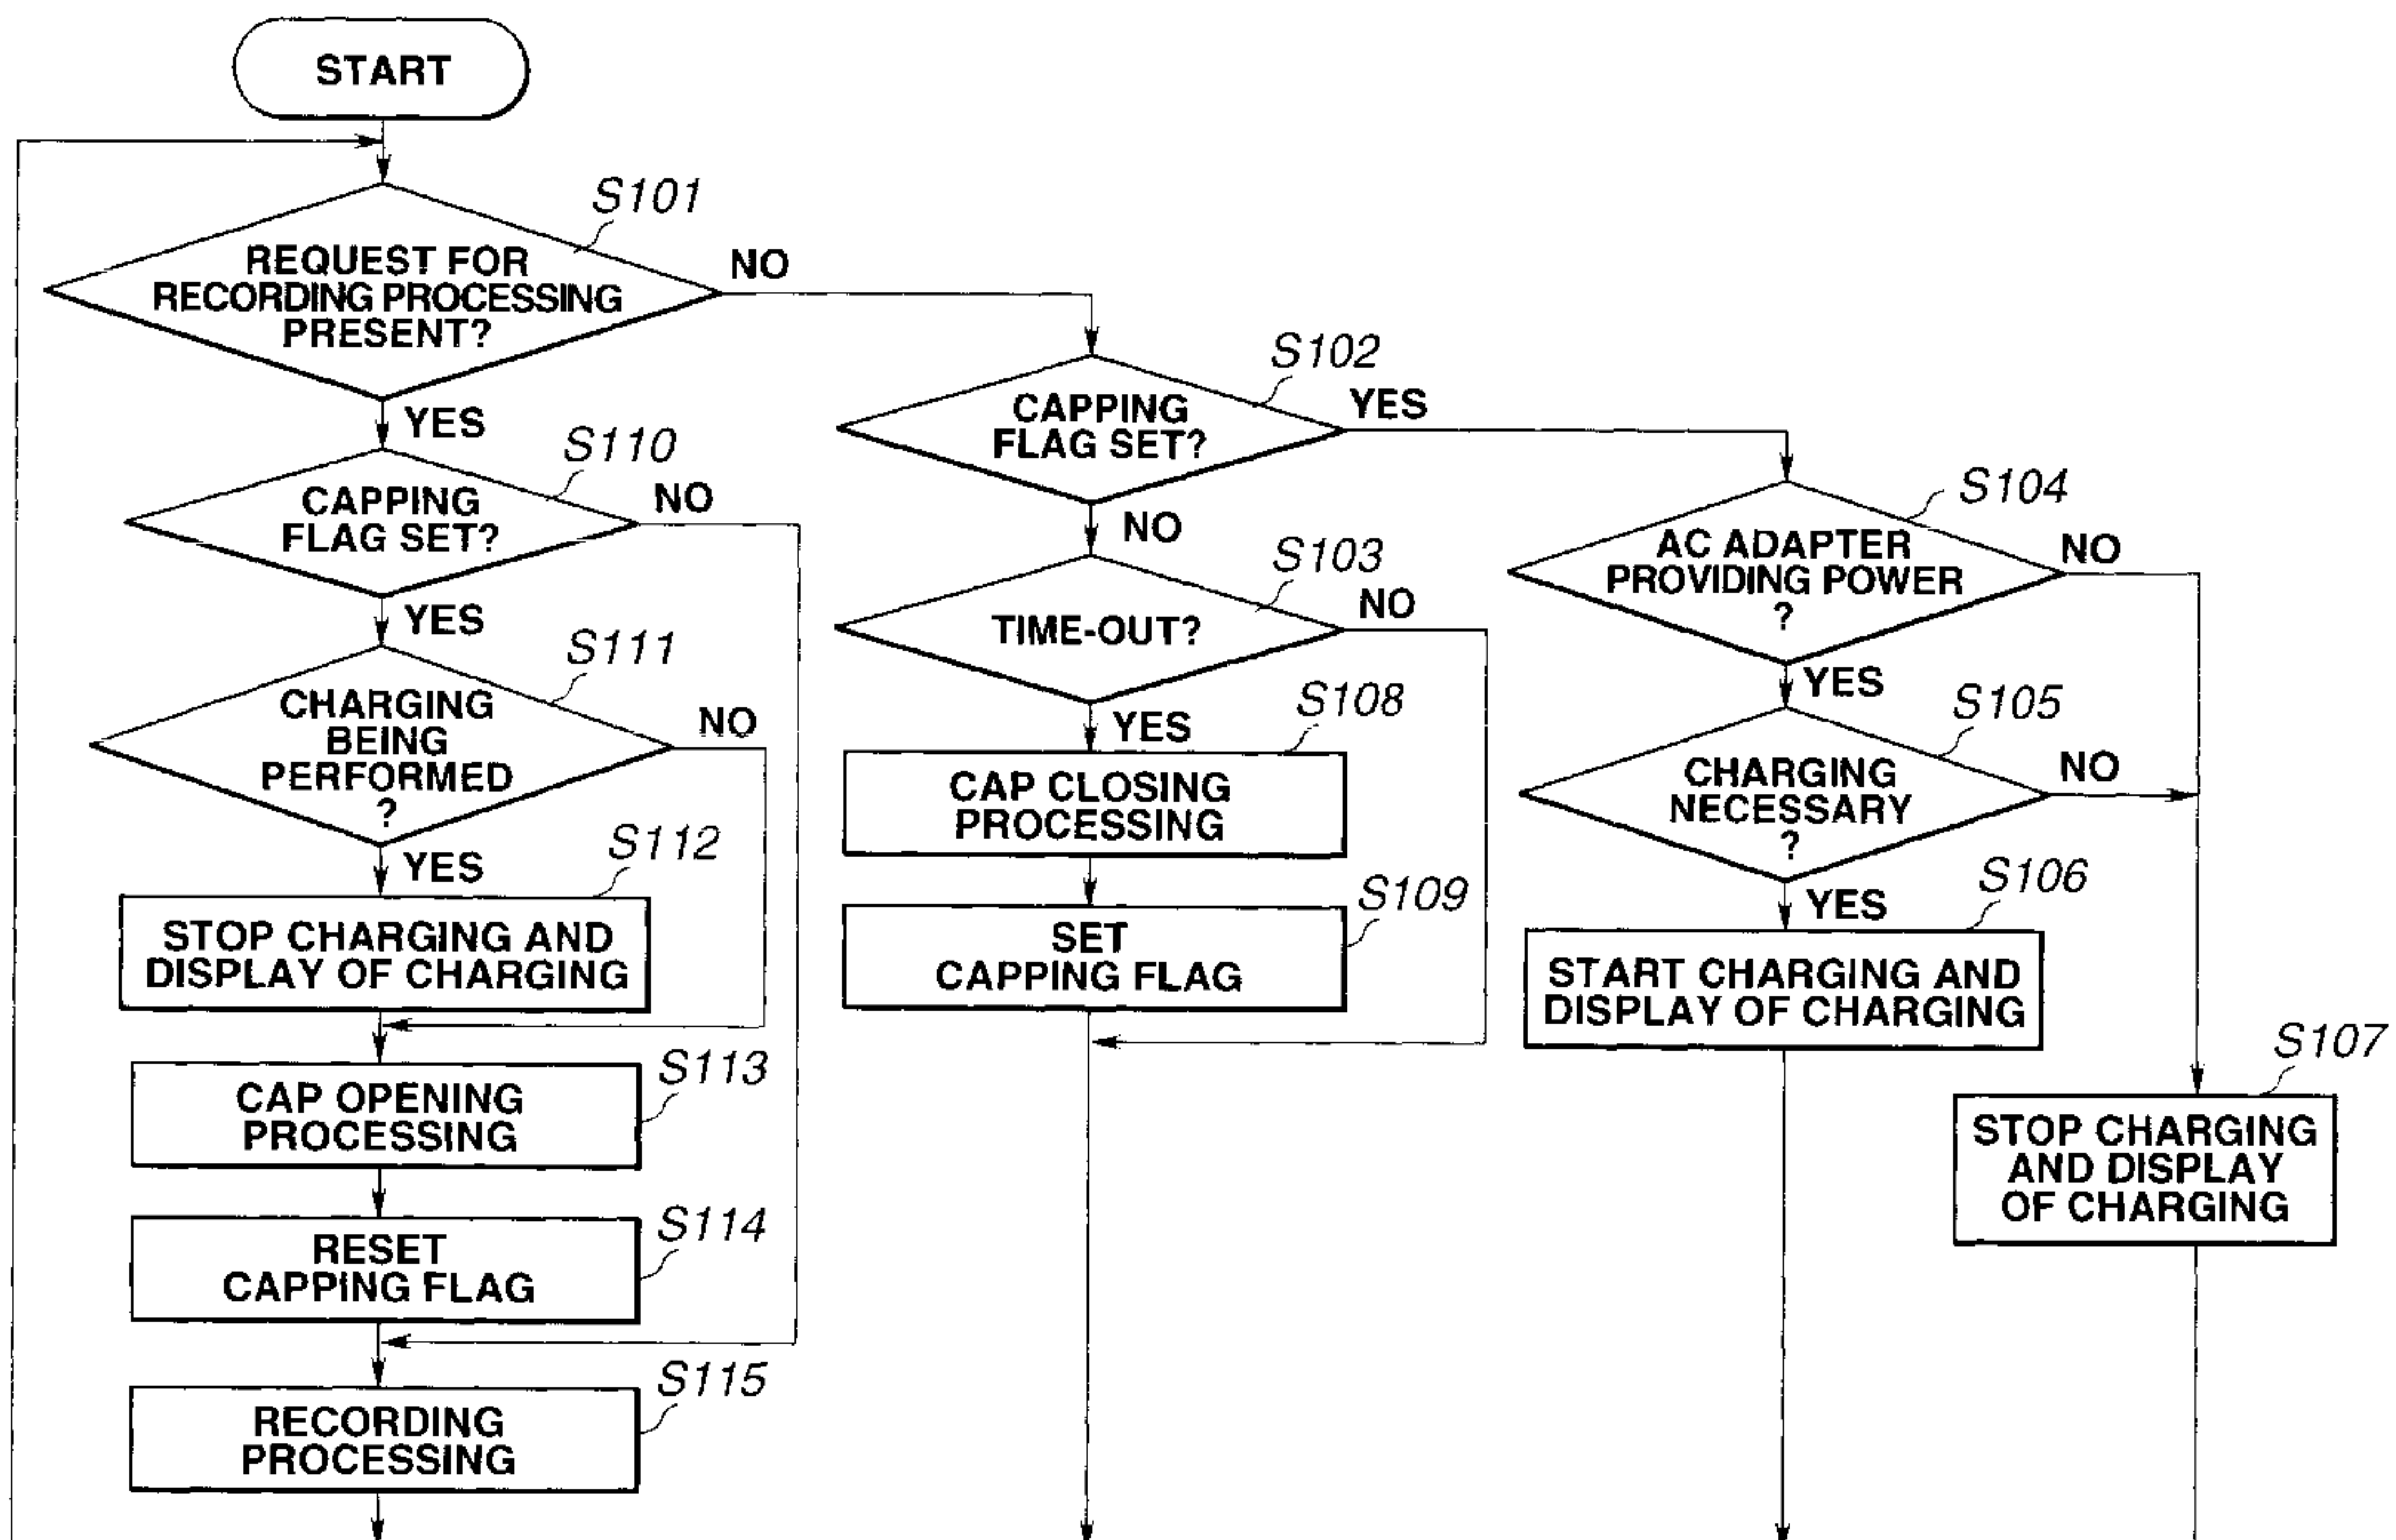 START
S101
REQUEST FOR
RECORDING PROCESSING
PRESENT?
NO
YES
S110
CAPPING
FLAG SET?
NO
YES
S111
CHARGING
BEING
PERFORMED
?
NO
YES
S112
STOP CHARGING AND
DISPLAY OF CHARGING
S113
CAP OPENING
PROCESSING
S114
RESET
CAPPING FLAG
S115
RECORDING
PROCESSING
S102
CAPPING
FLAG SET?
YES
NO
S103
TIME-OUT?
NO
YES
S108
CAP CLOSING
PROCESSING
S109
SET
CAPPING FLAG
S104
AC ADAPTER
PROVIDING POWER
?
NO
YES
S105
CHARGING
NECESSARY
?
NO
YES
S106
START CHARGING AND
DISPLAY OF CHARGING
S107
STOP CHARGING
AND DISPLAY
OF CHARGING